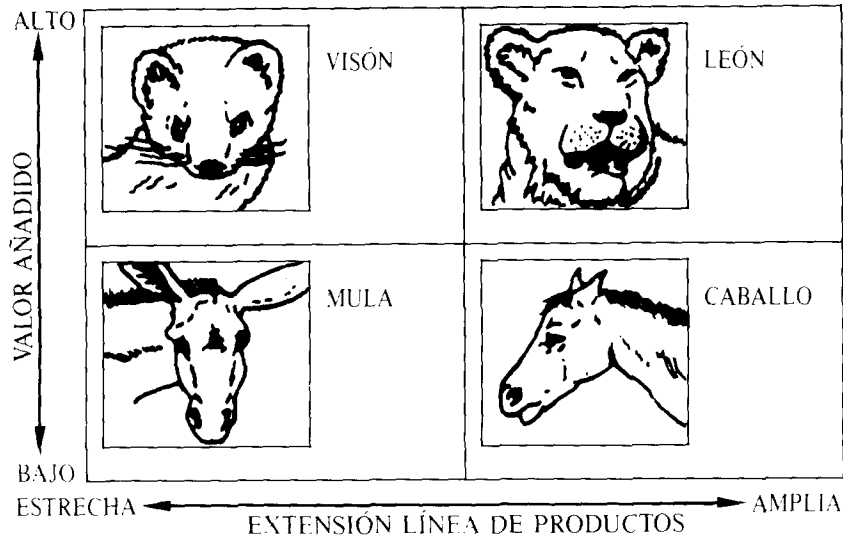 ALTO
VISÓN
LEÓN
VALOR AÑADIDO
MULA
CABALLO
BAJO
ESTRECHA
AMPLIA
EXTENSIÓN LÍNEA DE PRODUCTOS